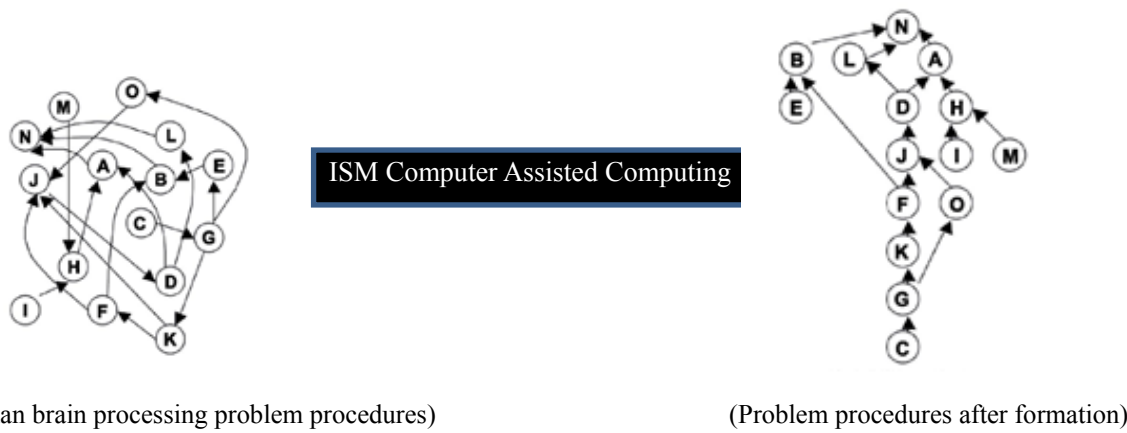 N
B
L
A
E
D
H
J
I
M
F
O
K
G
C
M
O
N
L
A
E
J
B
C
G
H
D
I
F
K
ISM Computer Assisted Computing
an brain processing problem procedures)
(Problem procedures after formation)